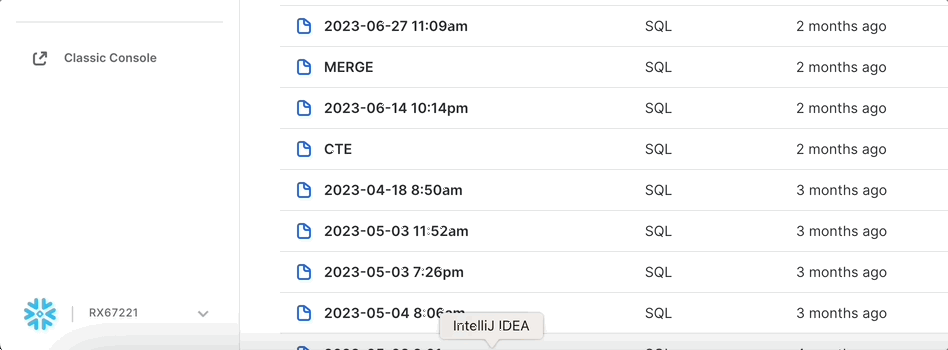 2023-06-27 11:09am SQL 2 months ago
Classic Console
MERGE SQL 2 months ago
2023-06-14 10:14pm SQL 2 months ago
CTE SQL 2 months ago
2023-04-18 8:50am SQL 3 months ago
2023-05-03 11:52am SQL 3 months ago
2023-05-03 7:26pm SQL 3 months ago
RX67221
2023-05-04 8:06am SQL 3 months ago
IntelliJ IDEA